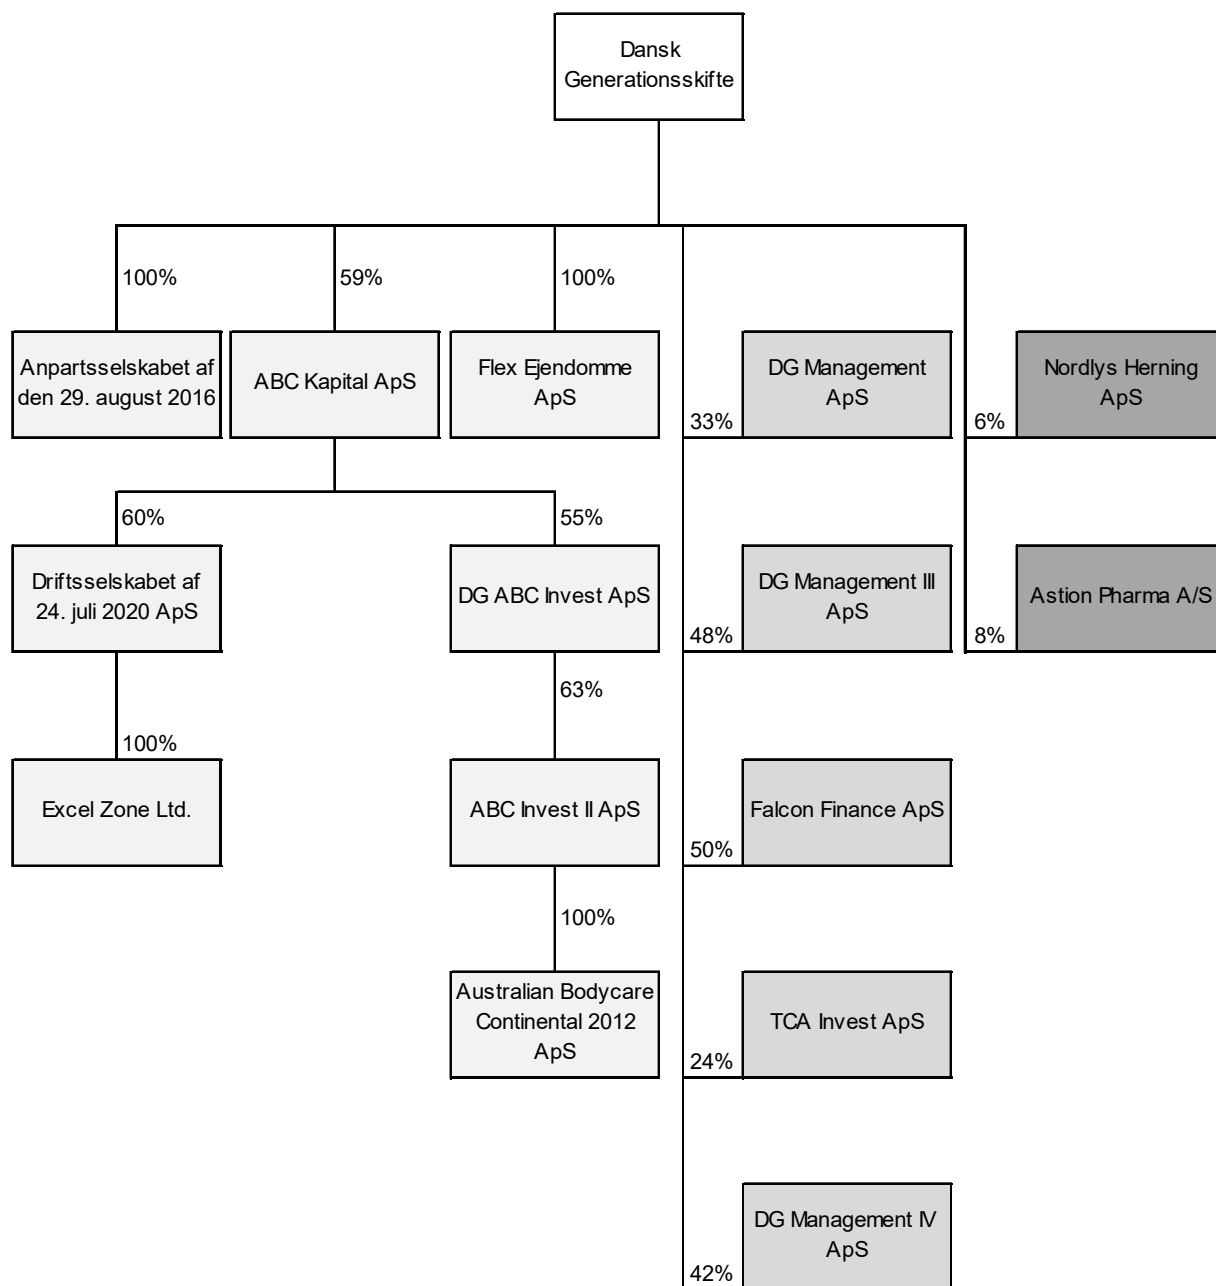 Dansk
Generationsskifte
100%
59%
100%
Anpartsselskabet af
den 29. august 2016
ABC Kapital ApS
Flex Ejendomme
ApS
DG Management
ApS
33%
Nordlys Herning
ApS
6%
60%
55%
Driftsselskabet af
24. juli 2020 ApS
DG ABC Invest ApS
DG Management III
ApS
48%
Astion Pharma A/S
8%
63%
100%
Excel Zone Ltd.
ABC Invest II ApS
Falcon Finance ApS
50%
100%
Australian Bodycare
Continental 2012
ApS
TCA Invest ApS
24%
DG Management IV
ApS
42%